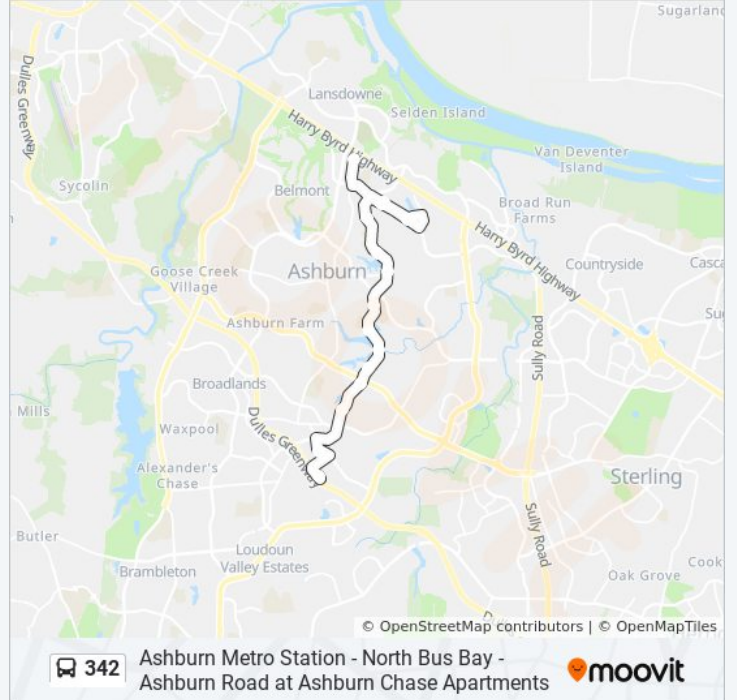 Sugarland
Lansdowne
Selden Island
Dulles Greenway
Harry Byrd Highway
Van Deventer
Island
Sycolin
Belmont
Broad Run
Farms
Harry Byrd Highway
Countryside
Casca
Goose Creek
Village
Ashburn
Su
Ashburn Farm
Sully Road
Broadlands
Mills
Waxpool
Dulles Greenway
Alexander's
Chase
Sterling
Sully Road
Butler
Loudoun
Valley Estates
Brambleton
Cook
Oak Grove
© OpenStreetMap contributors | © OpenMapTiles
342
Ashburn Metro Station - North Bus Bay -
Ashburn Road at Ashburn Chase Apartments
moovit